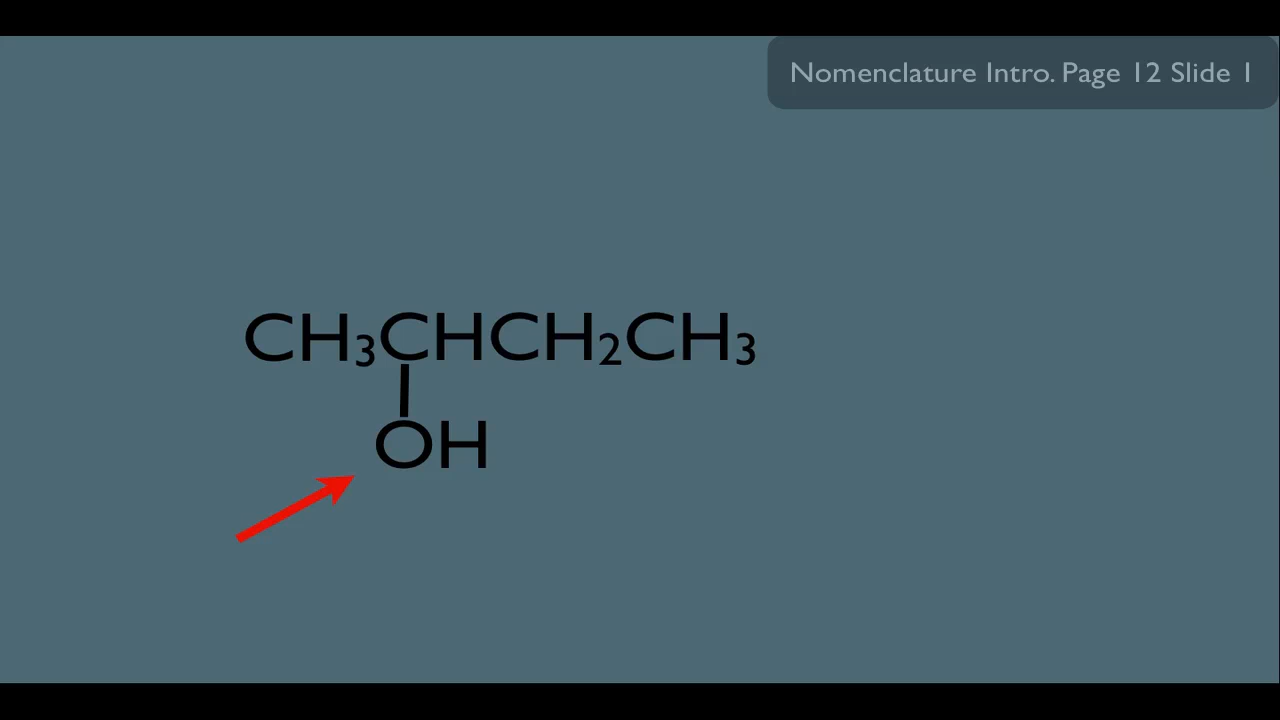 Nomenclature Intro. Page 12 Slide 1
CH₃CHCH₂CH₃
OH